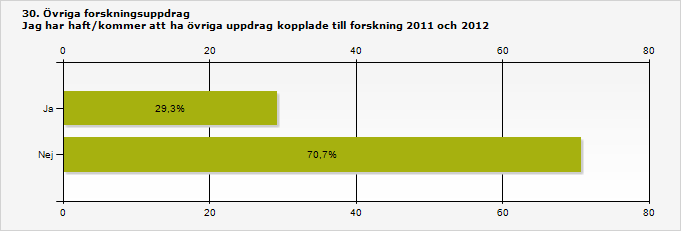 30. Övriga forskningsuppdrag
Jag har haft/kommer att ha övriga uppdrag kopplade till forskning 2011 och 2012
0 20 40 60 80
Ja 29,3%
Nej 70,7%
0 20 40 60 80